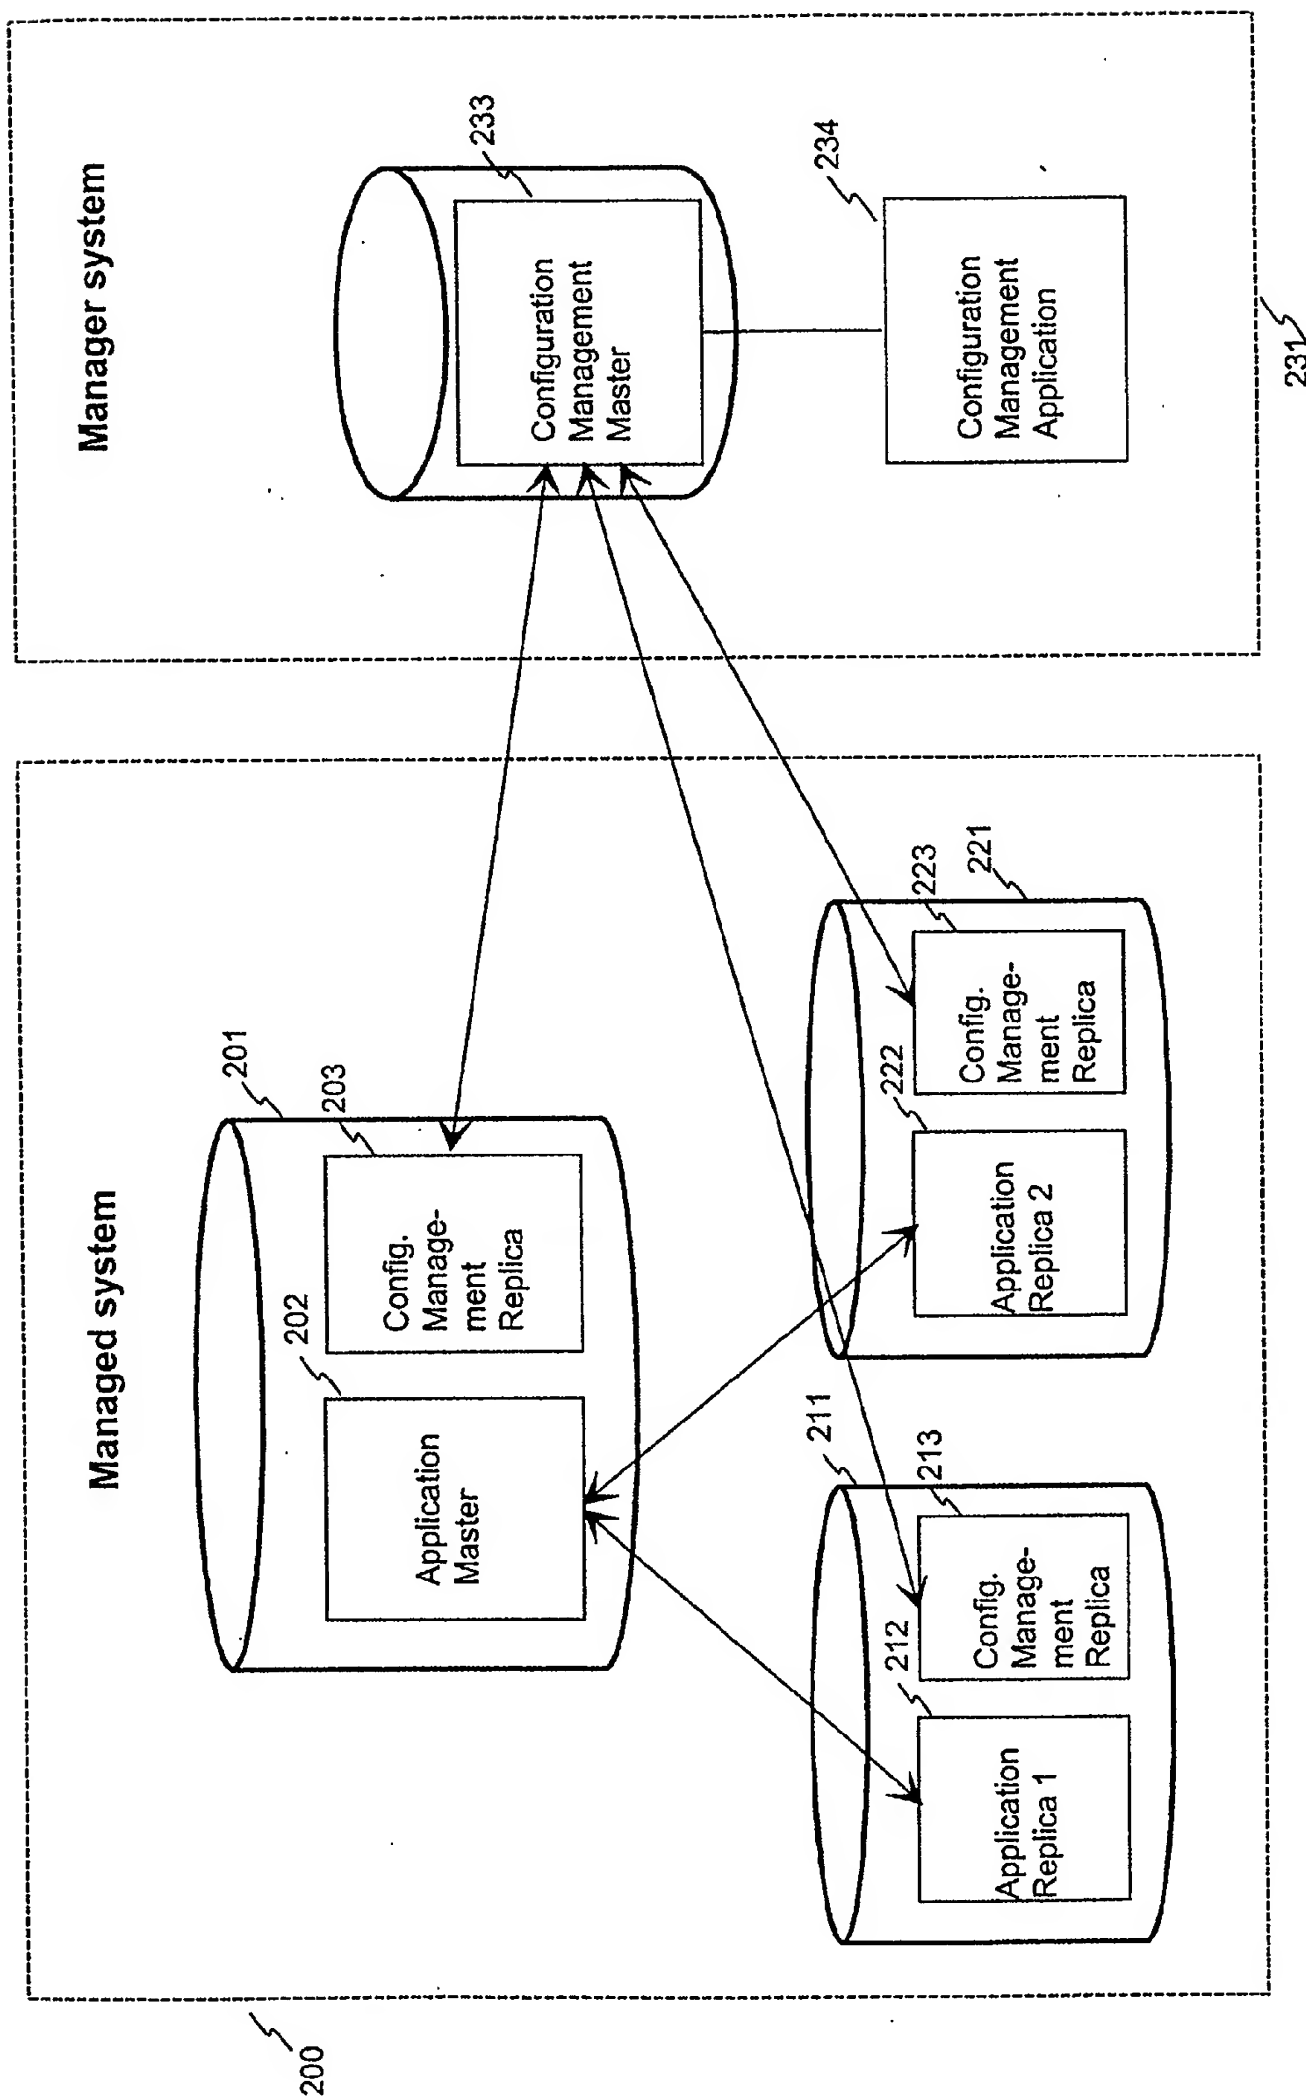 Managed system
201
203
202
Config.
Manage-
ment
Replica
Application
Master
211
213
212
Config.
Manage-
ment
Replica
Application
Replica 1
221
223
222
Config.
Manage-
ment
Replica
Application
Replica 2
200
Manager system
233
Configuration
Management
Master
234
Configuration
Management
Application
231